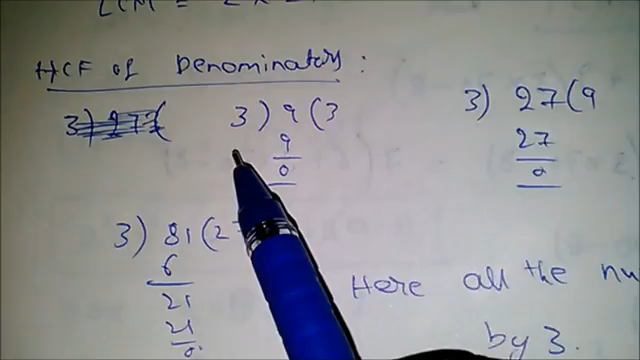 LCM = 2 x
HCF of Denominators :
3) 27 ( 3) 9 (3 3) 27 (9
9 27
0 0
3) 81 (2
6
21 Here all the nu
21
0 by 3.